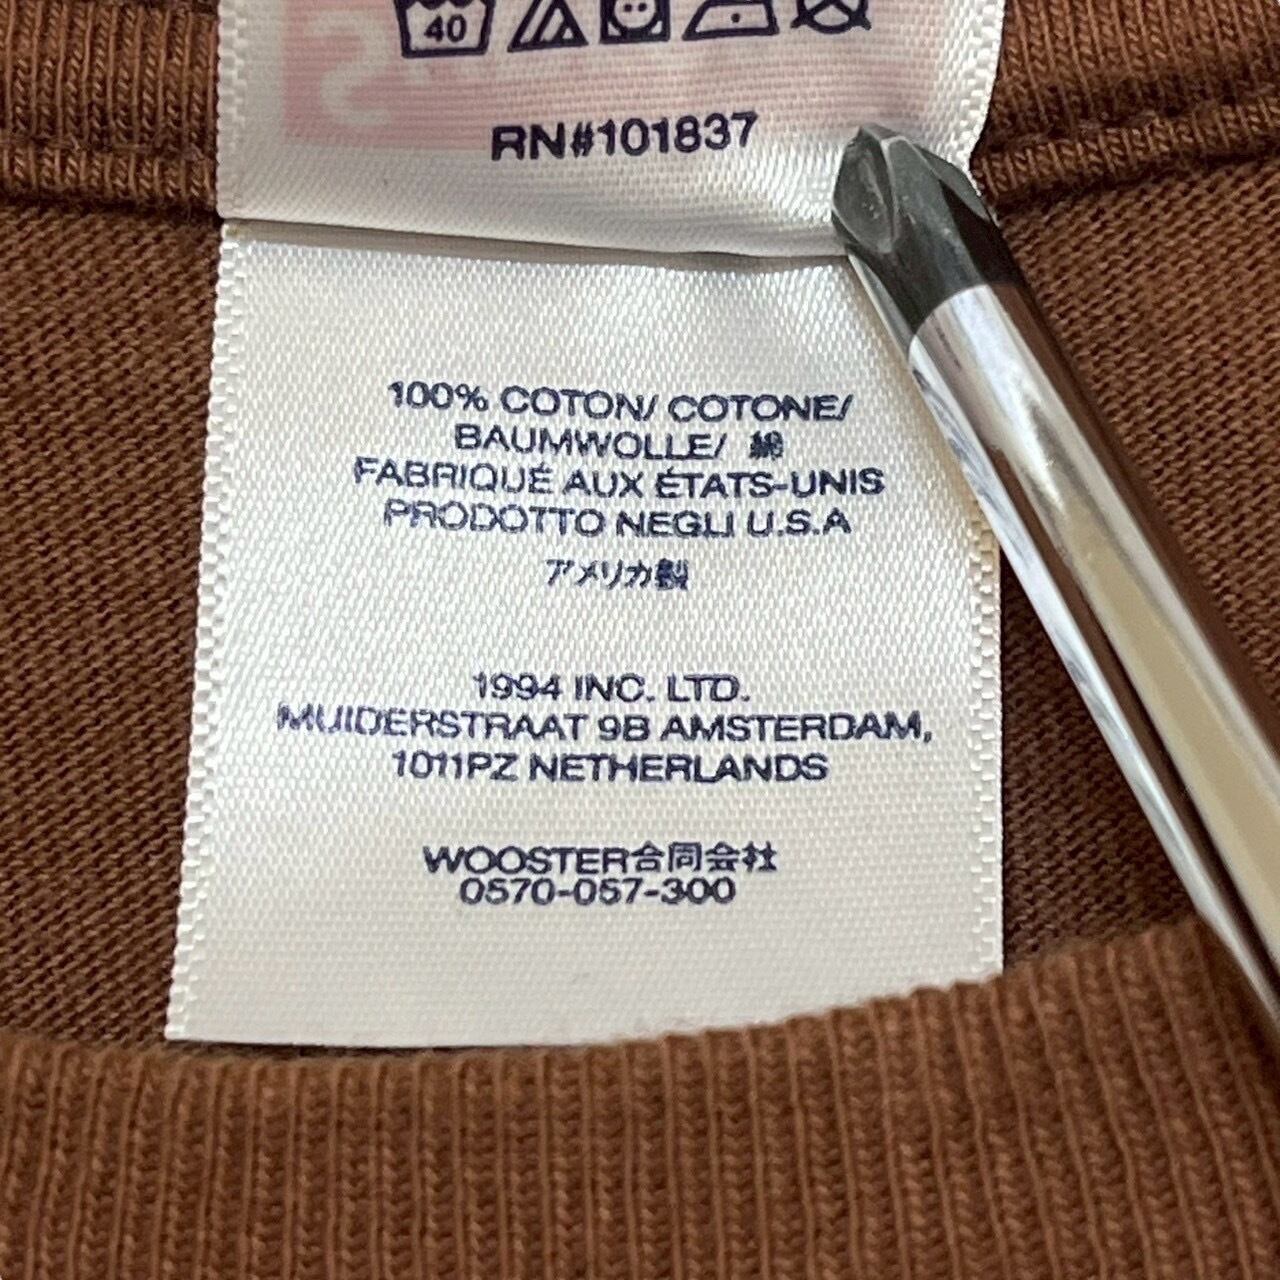 40
RN#101837
100% COTON/ COTONE/
BAUMWOLLE/ 綿
FABRIQUÉ AUX ÉTATS-UNIS
PRODOTTO NEGLI U.S.A
アメリカ製
1994 INC. LTD.
MUIDERSTRAAT 9B AMSTERDAM,
1011PZ NETHERLANDS
WOOSTER合同会社
0570-057-300